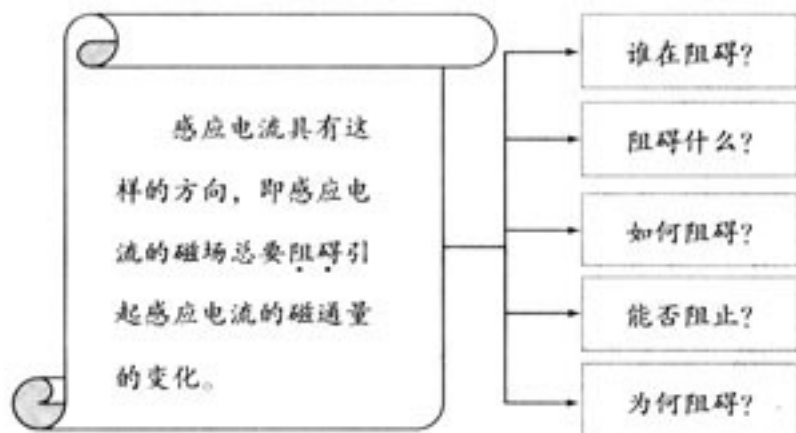 感应电流具有这
样的方向，即感应电
流的磁场总要阻碍引
起感应电流的磁通量
的变化。
谁在阻碍？
阻碍什么？
如何阻碍？
能否阻止？
为何阻碍？